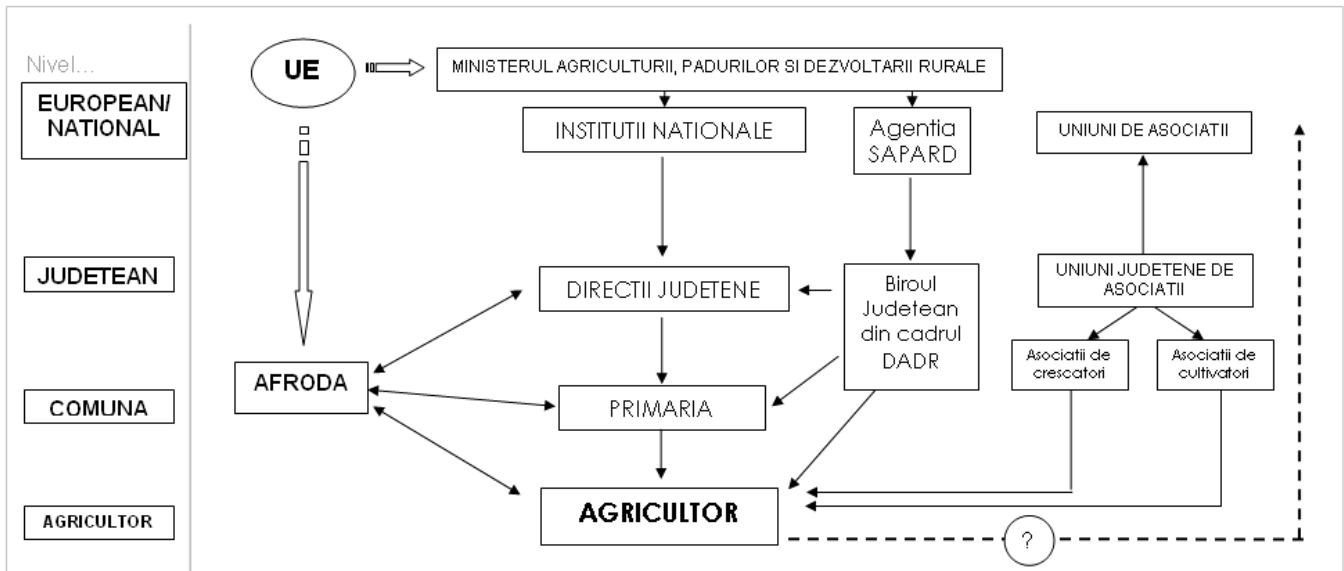 Nivel...
EUROPEAN/
NATIONAL
JUDETEAN
COMUNA
AGRICULTOR
UE
MINISTERUL AGRICULTURII, PADURILOR SI DEZVOLTARII RURALE
INSTITUTII NATIONALE
Agentia
SAPARD
UNIUNI DE ASOCIATII
DIRECTII JUDETENE
Biroul
Judetean
din cadrul
DADR
UNIUNI JUDETENE DE
ASOCIATII
AFRODA
Asociatii de
crescatori
Asociatii de
cultivatori
PRIMARIA
AGRICULTOR
?